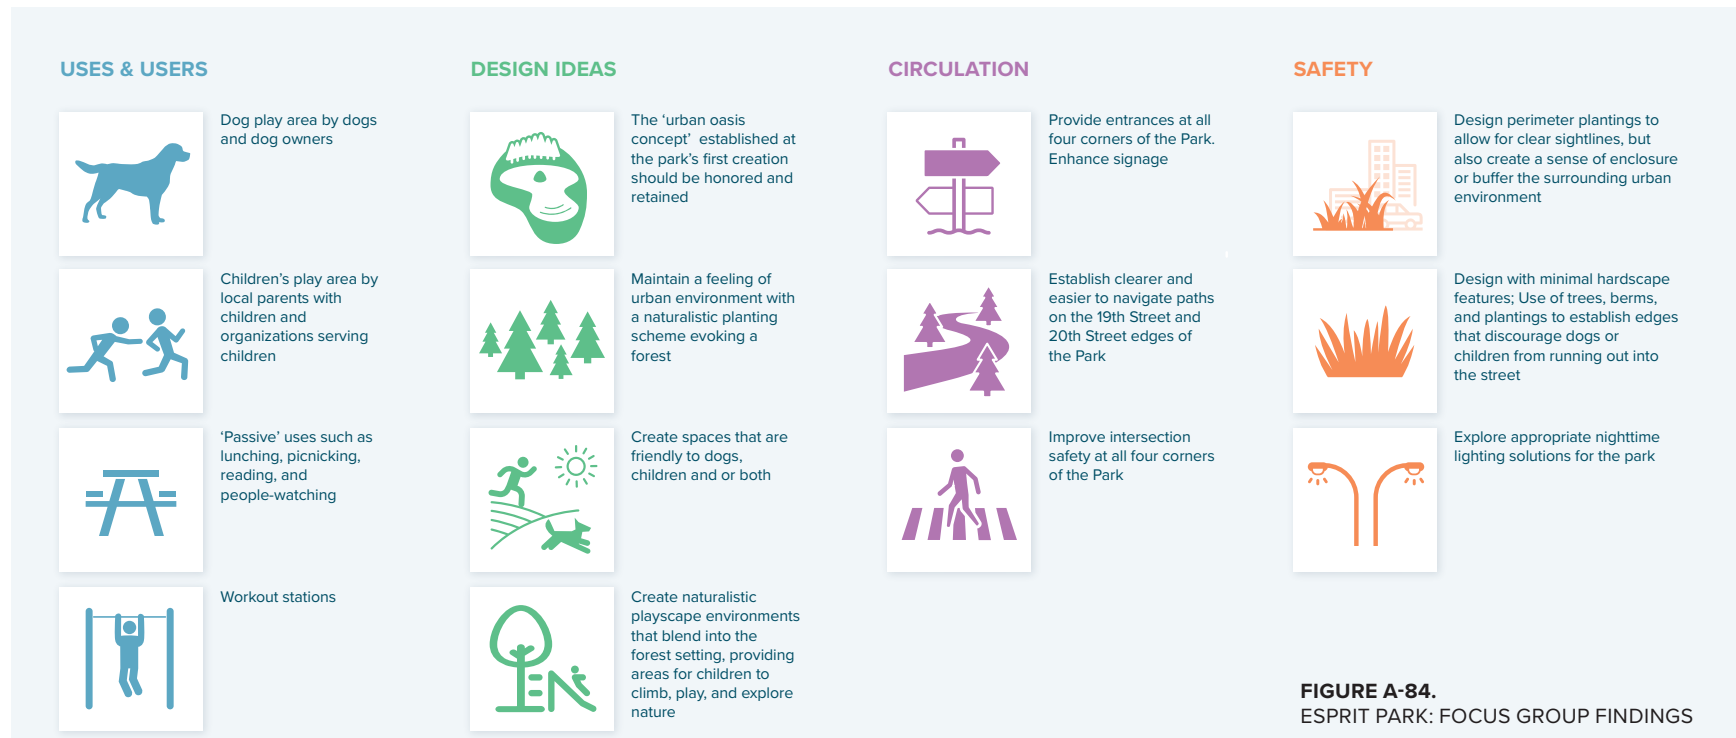 USES & USERS
Dog play area by dogs
and dog owners
Children’s play area by
local parents with
children and
organizations serving
children
‘Passive’ uses such as
lunching, picnicking,
reading, and
people-watching
Workout stations
DESIGN IDEAS
The ‘urban oasis
concept’ established at
the park’s first creation
should be honored and
retained
Maintain a feeling of
urban environment with
a naturalistic planting
scheme evoking a
forest
Create spaces that are
friendly to dogs,
children and or both
Create naturalistic
playscape environments
that blend into the
forest setting, providing
areas for children to
climb, play, and explore
nature
CIRCULATION
Provide entrances at all
four corners of the Park.
Enhance signage
Establish clearer and
easier to navigate paths
on the 19th Street and
20th Street edges of
the Park
Improve intersection
safety at all four corners
of the Park
SAFETY
Design perimeter plantings to
allow for clear sightlines, but
also create a sense of enclosure
or buffer the surrounding urban
environment
Design with minimal hardscape
features; Use of trees, berms,
and plantings to establish edges
that discourage dogs or
children from running out into
the street
Explore appropriate nighttime
lighting solutions for the park
FIGURE A-84.
ESPRIT PARK: FOCUS GROUP FINDINGS